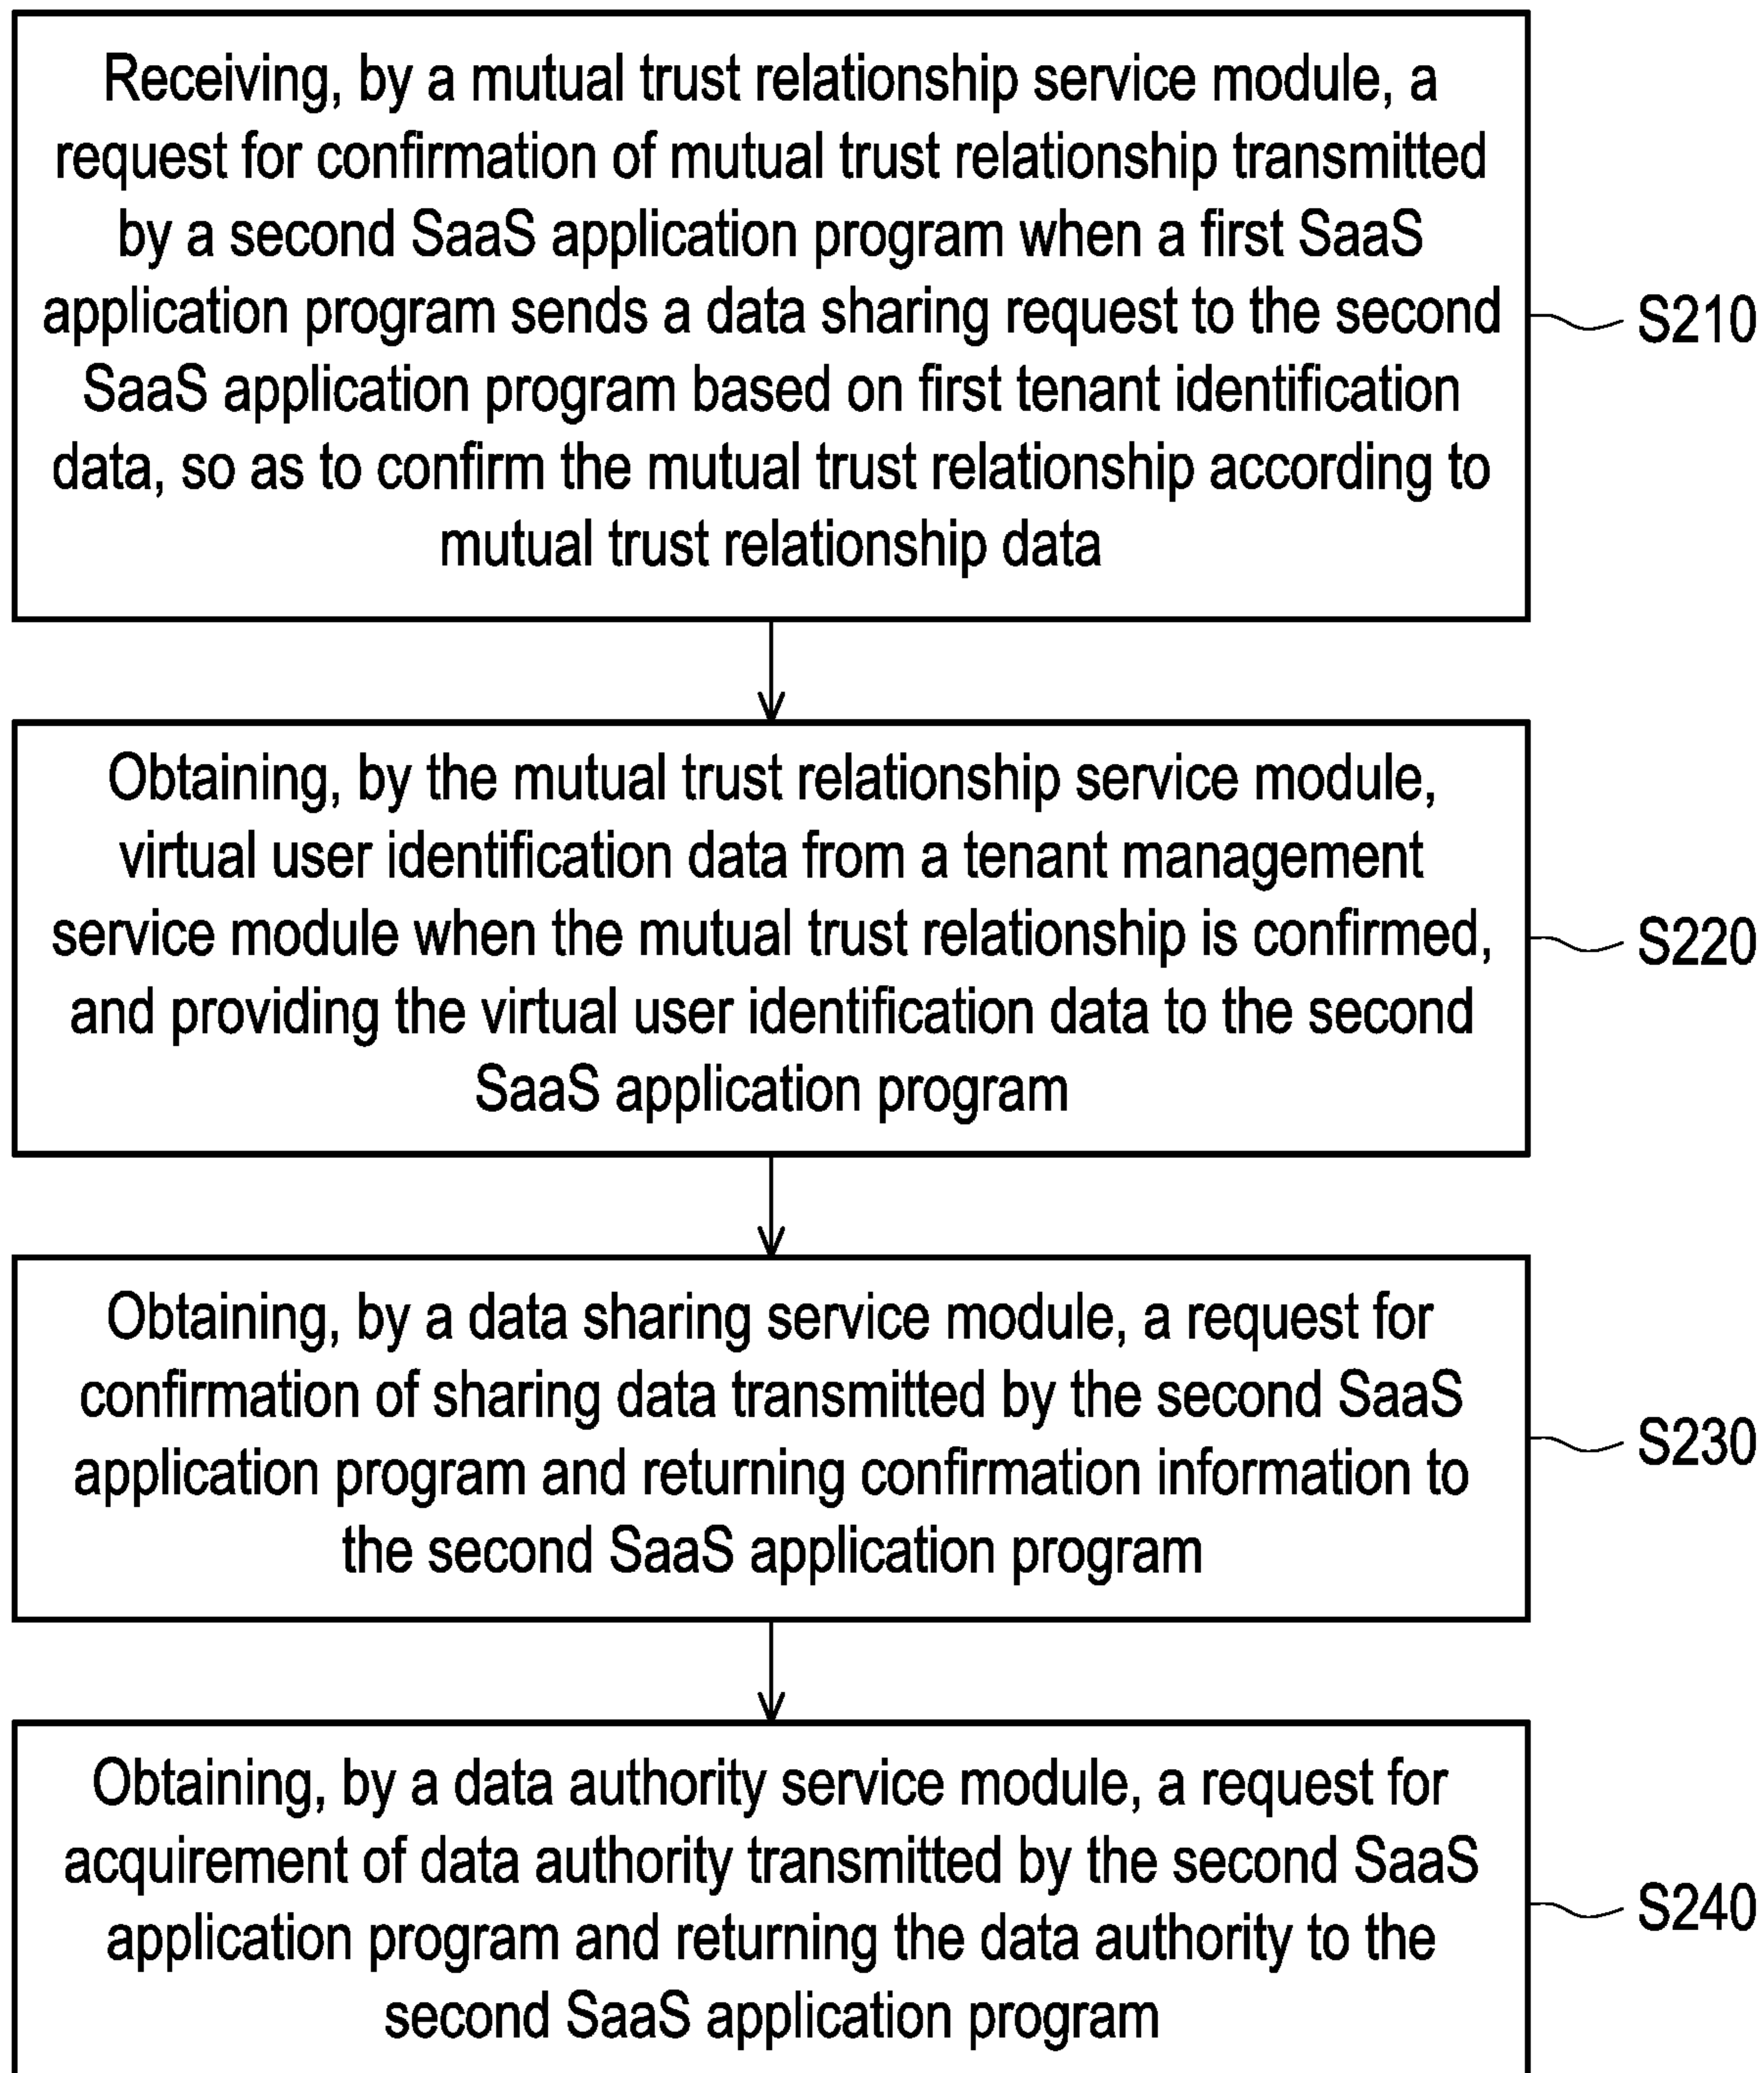 Receiving, by a mutual trust relationship service module, a
request for confirmation of mutual trust relationship transmitted
by a second SaaS application program when a first SaaS
application program sends a data sharing request to the second
SaaS application program based on first tenant identification
data, so as to confirm the mutual trust relationship according to
mutual trust relationship data
S210
Obtaining, by the mutual trust relationship service module,
virtual user identification data from a tenant management
service module when the mutual trust relationship is confirmed,
and providing the virtual user identification data to the second
SaaS application program
S220
Obtaining, by a data sharing service module, a request for
confirmation of sharing data transmitted by the second SaaS
application program and returning confirmation information to
the second SaaS application program
S230
Obtaining, by a data authority service module, a request for
acquirement of data authority transmitted by the second SaaS
application program and returning the data authority to the
second SaaS application program
S240